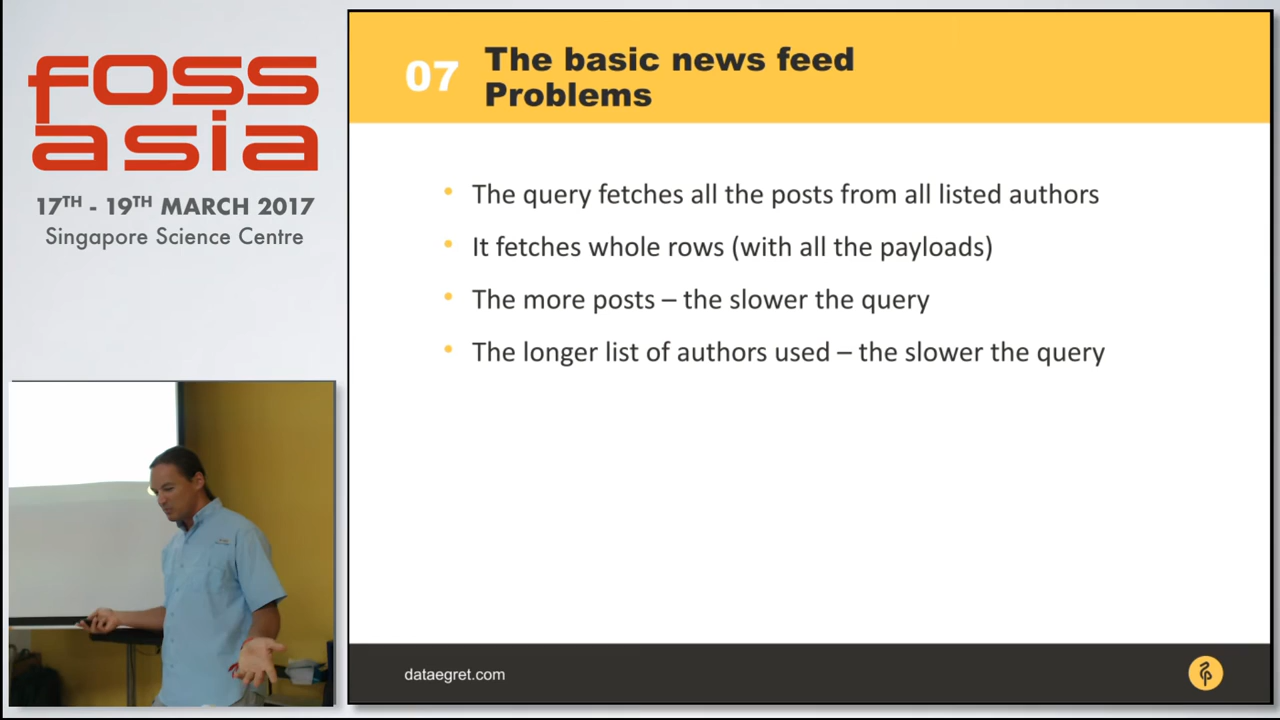 foss
asia
17TH - 19TH MARCH 2017
Singapore Science Centre
07
The basic news feed
Problems
• The query fetches all the posts from all listed authors
• It fetches whole rows (with all the payloads)
• The more posts – the slower the query
• The longer list of authors used – the slower the query
dataegret.com